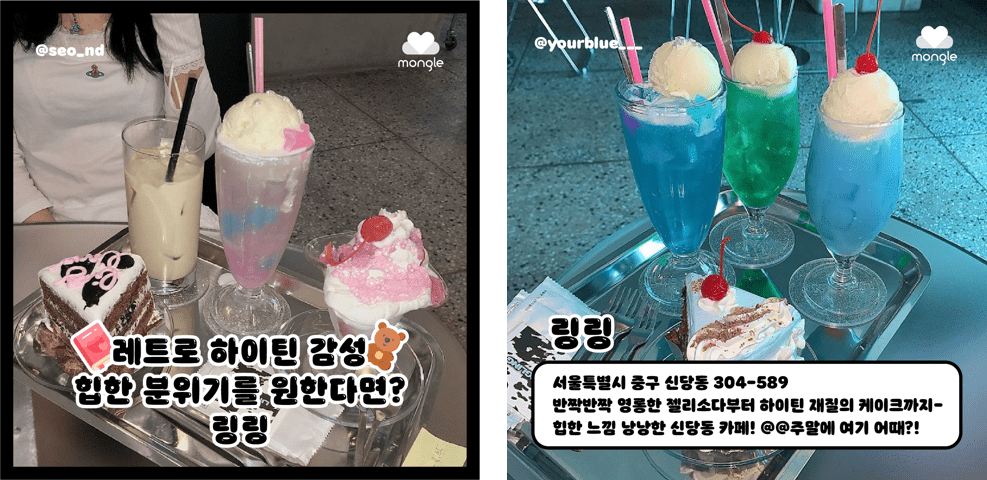 @seo_nd
mongle
레트로 하이틴 감성
힙한 분위기를 원한다면?
링링
@yourblue___
mongle
링링
서울특별시 중구 신당동 304-589
반짝반짝 영롱한 젤리소다부터 하이틴 재질의 케이크까지-
힙한 느낌 낭낭한 신당동 카페! @@주말에 여기 어때?!